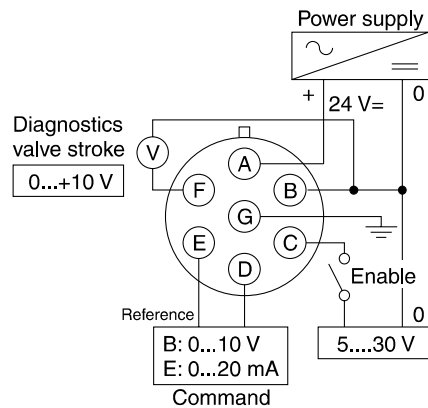 Power supply
+
0
24 V=
Diagnostics
valve stroke
0...+10 V
V
A
F
B
G
E
C
D
Enable
Reference
0
B: 0...10 V
E: 0...20 mA
5....30 V
Command